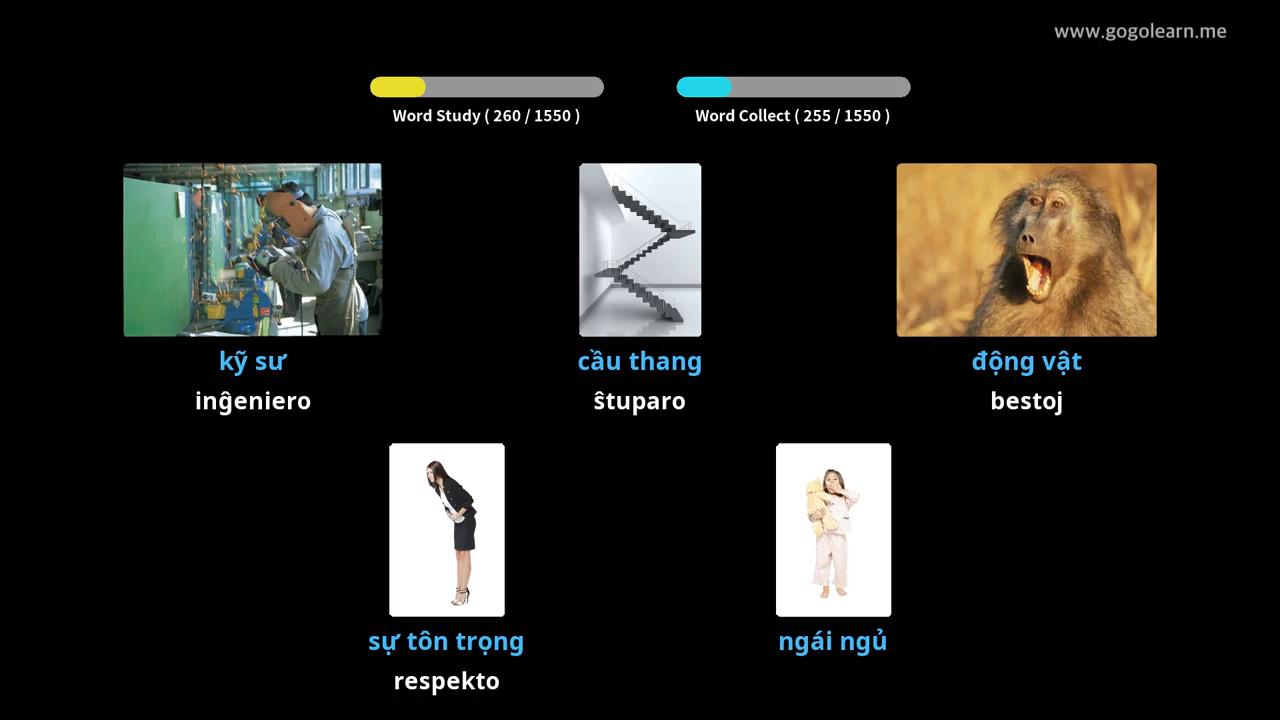 www.gogolearn.me
Word Study ( 260 / 1550 )
Word Collect ( 255 / 1550 )
kỹ sư
inĝeniero
cầu thang
ŝtuparo
động vật
bestoj
sự tôn trọng
respekto
ngái ngủ